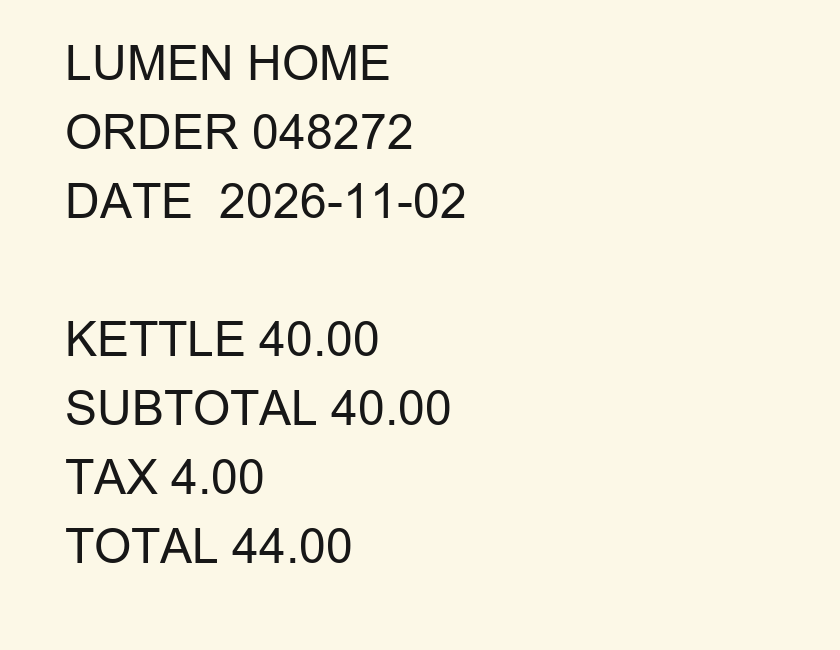 LUMEN HOME
ORDER 048272
DATE  2026-11-02
KETTLE 40.00
SUBTOTAL 40.00
TAX 4.00
TOTAL 44.00